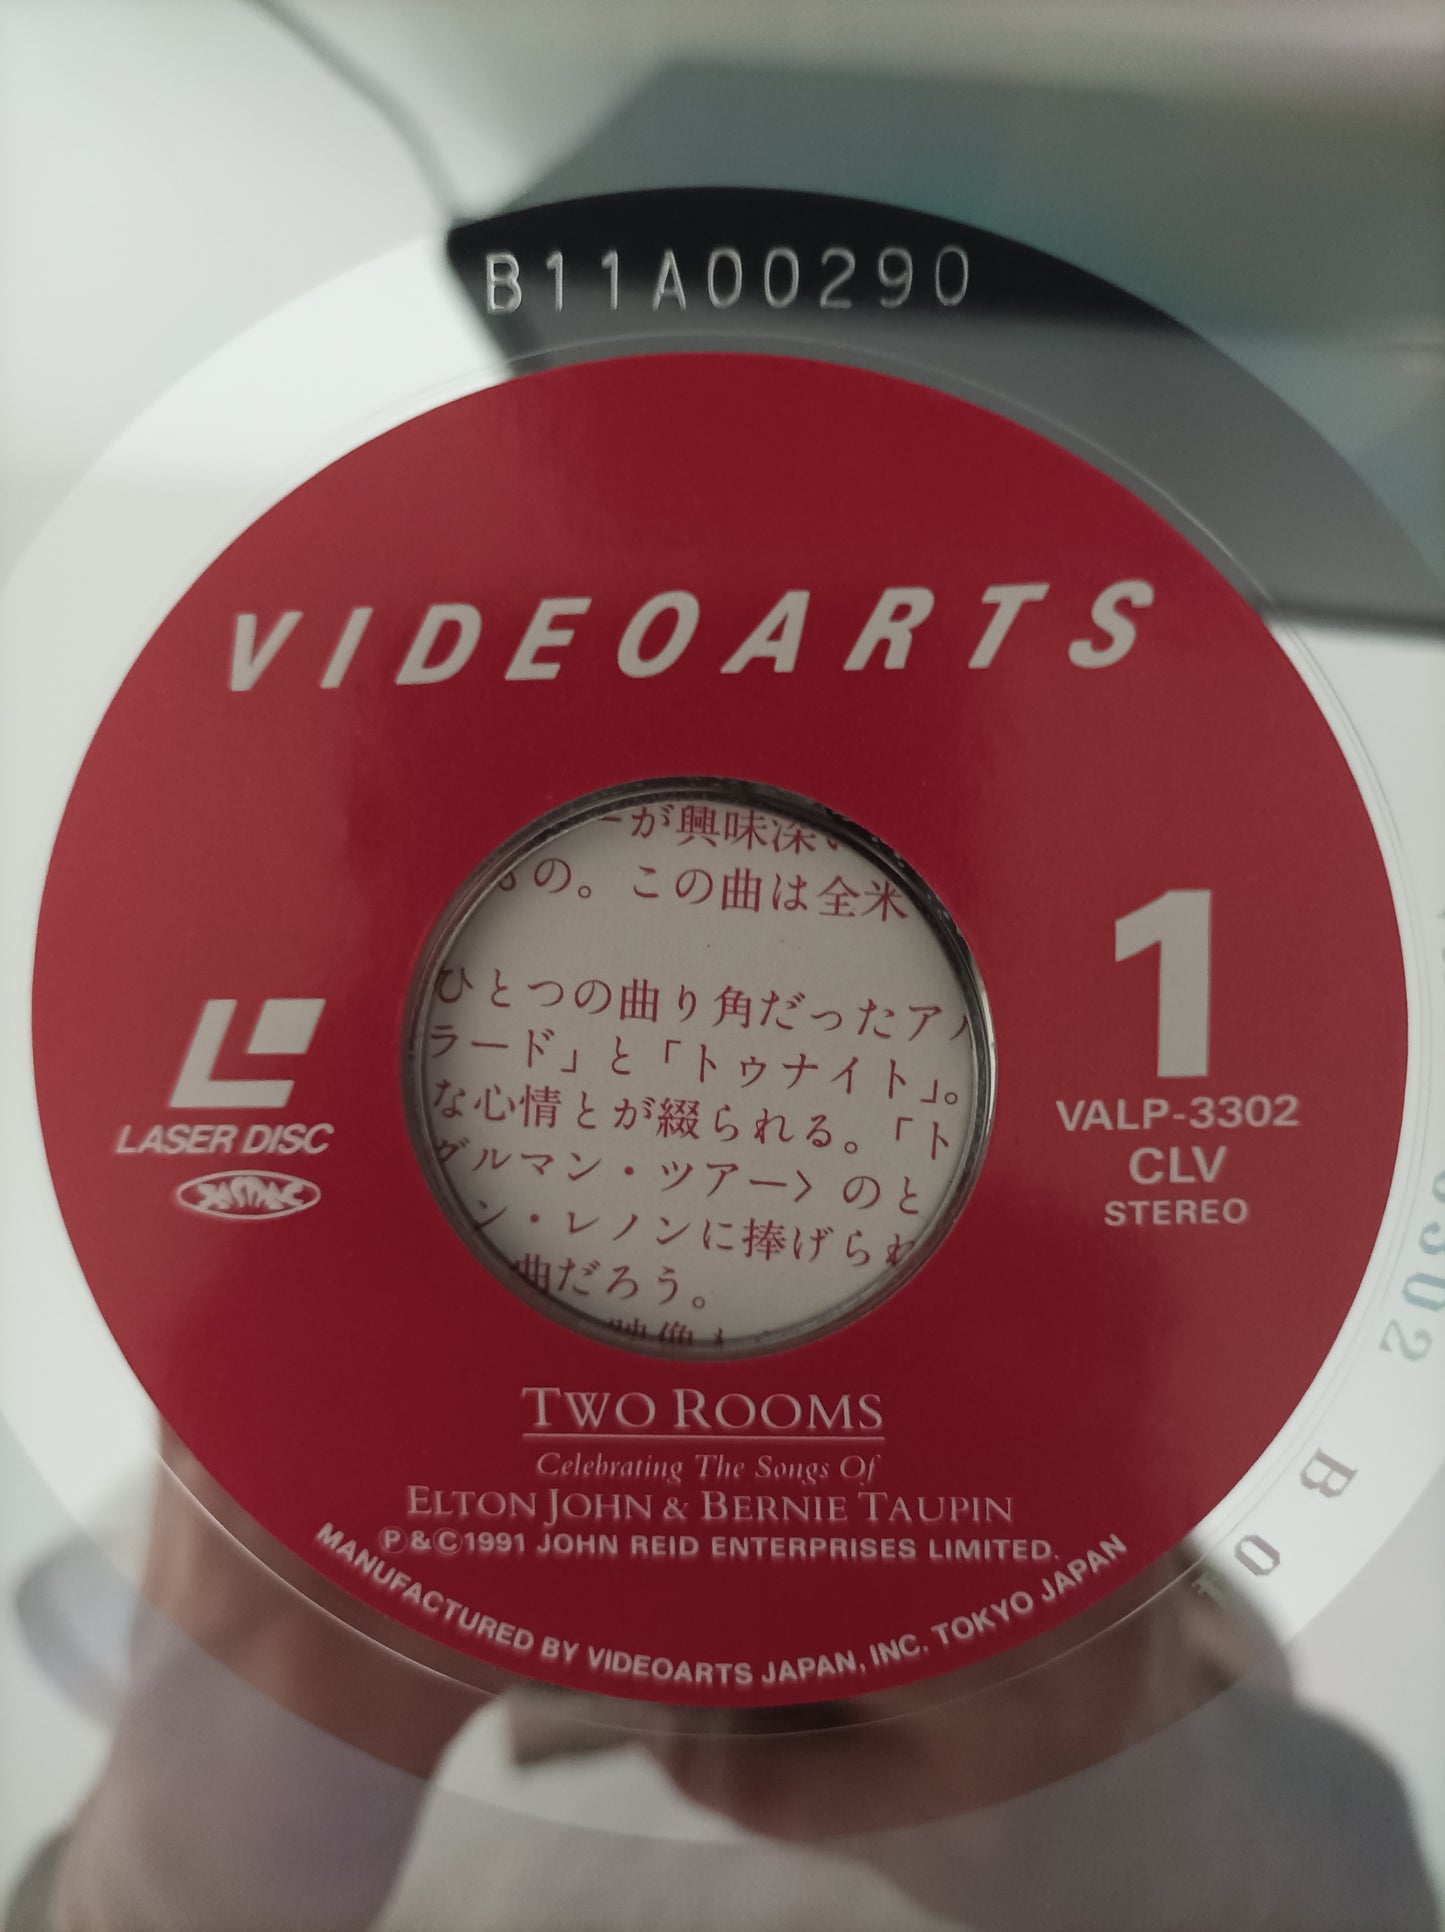 B11A00290
VIDEOARTS
ーが興味深い
の。この曲は全米
ひとつの曲り角だったア
ラード」と「トゥナイト」。
な心情とが綴られる。「ト
グルマン・ツアー〉のと
ン・レノンに捧げられ
曲だろう。
映像も
LASER DISC
1
VALP-3302
CLV
STEREO
TWO ROOMS
Celebrating The Songs Of
ELTON JOHN & BERNIE TAUPIN
Ⓟ&©1991 JOHN REID ENTERPRISES LIMITED.
MANUFACTURED BY VIDEOARTS JAPAN, INC. TOKYO JAPAN
3302 B 01